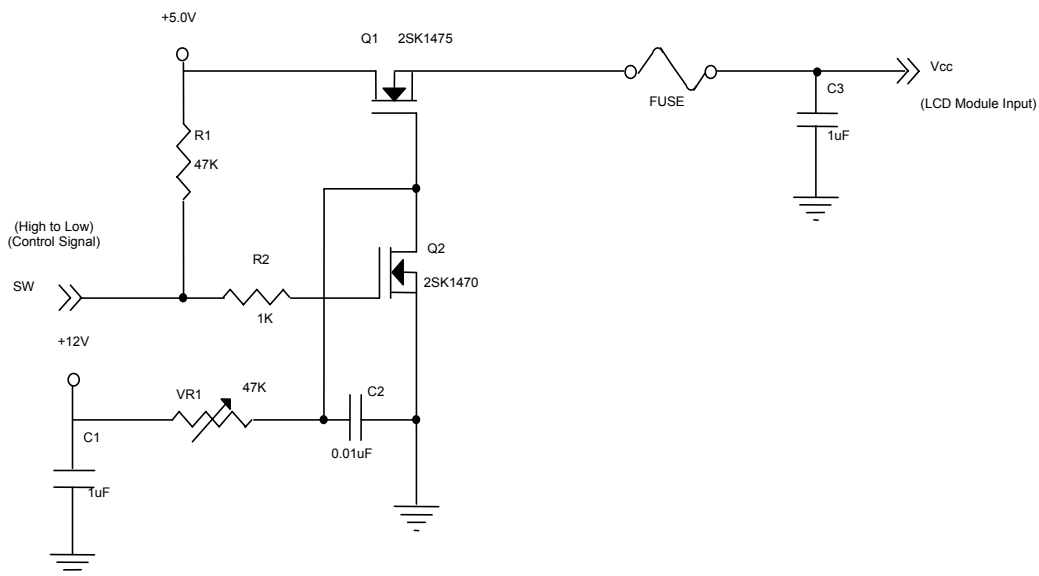 +5.0V
Q1 2SK1475
Vcc
FUSE
C3
(LCD Module Input)
1uF
R1
47K
(High to Low)
(Control Signal)
Q2
R2
2SK1470
SW
1K
+12V
VR1
47K
C2
C1
0.01uF
1uF